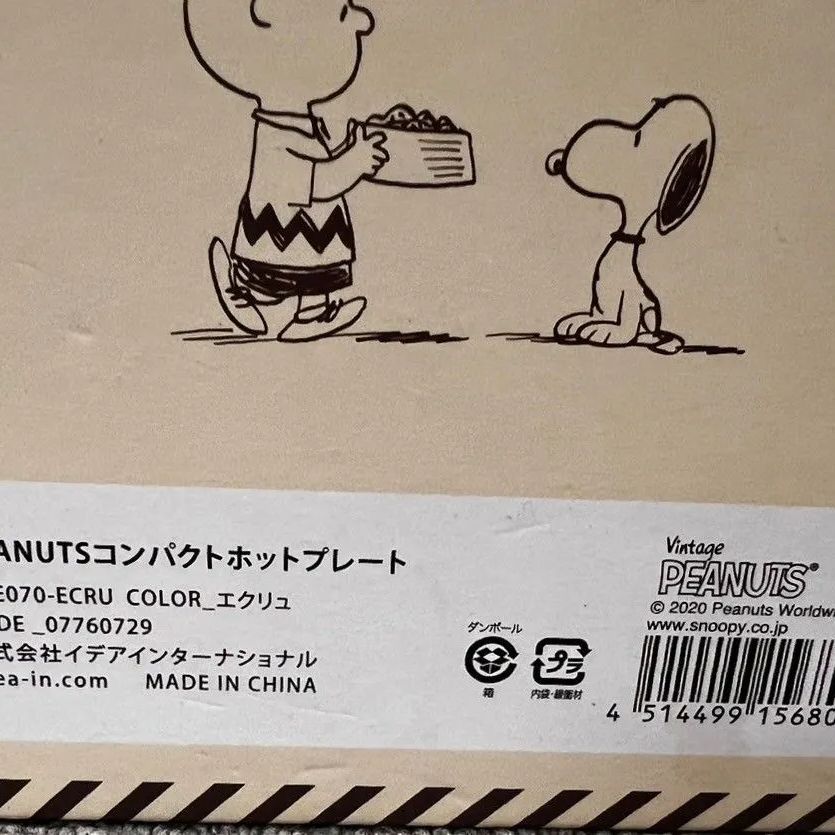 ANUTSコンパクトホットプレート
E070-ECRU COLOR_エクリュ
DE _07760729
式会社イデアインターナショナル
ea-in.com MADE IN CHINA
ダンボール
箱
プラ
内袋・緩衝材
Vintage
PEANUTS®
© 2020 Peanuts Worldw
www.snoopy.co.jp
4 514499 15680